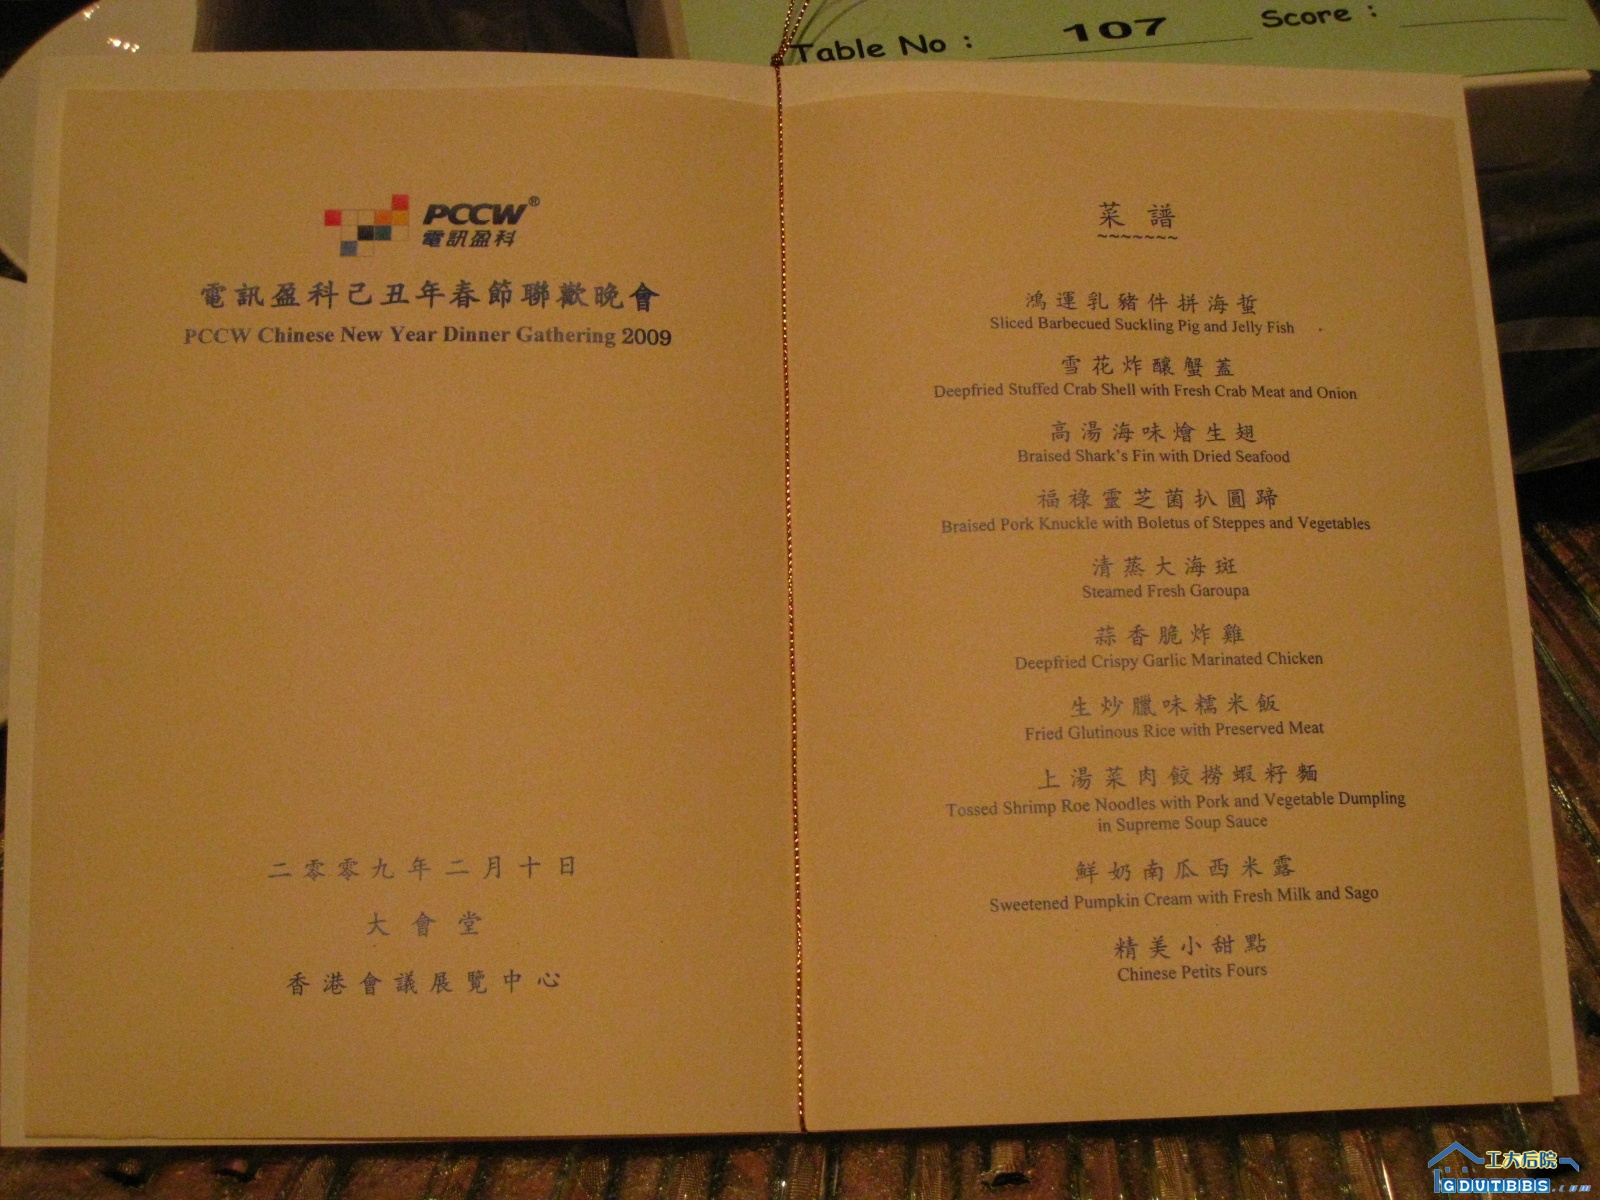 Table No : 107 Score :
PCCW®
電訊盈科
電訊盈科己丑年春節聯歡晚會
PCCW Chinese New Year Dinner Gathering 2009
二零零九年二月十日
大會堂
香港會議展覽中心
菜譜
~~~~~~~
鴻運乳豬件拼海蜇
Sliced Barbecued Suckling Pig and Jelly Fish
雪花炸釀蟹蓋
Deepfried Stuffed Crab Shell with Fresh Crab Meat and Onion
高湯海味燴生翅
Braised Shark's Fin with Dried Seafood
福祿靈芝菌扒圓蹄
Braised Pork Knuckle with Boletus of Steppes and Vegetables
清蒸大海斑
Steamed Fresh Garoupa
蒜香脆炸雞
Deepfried Crispy Garlic Marinated Chicken
生炒臘味糯米飯
Fried Glutinous Rice with Preserved Meat
上湯菜肉餃撈蝦籽麵
Tossed Shrimp Roe Noodles with Pork and Vegetable Dumpling
in Supreme Soup Sauce
鮮奶南瓜西米露
Sweetened Pumpkin Cream with Fresh Milk and Sago
精美小甜點
Chinese Petits Fours
工大后院
GDUTBBS.com